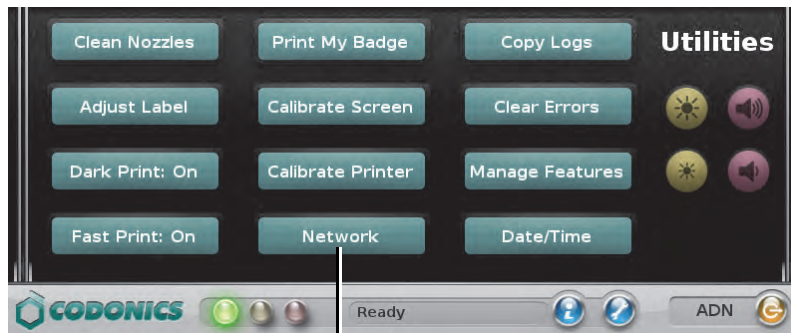 Clean Nozzles
Print My Badge
Copy Logs
Utilities
Adjust Label
Calibrate Screen
Clear Errors
Dark Print: On
Calibrate Printer
Manage Features
Fast Print: On
Network
Date/Time
CODONICS
Ready
i
?
ADN